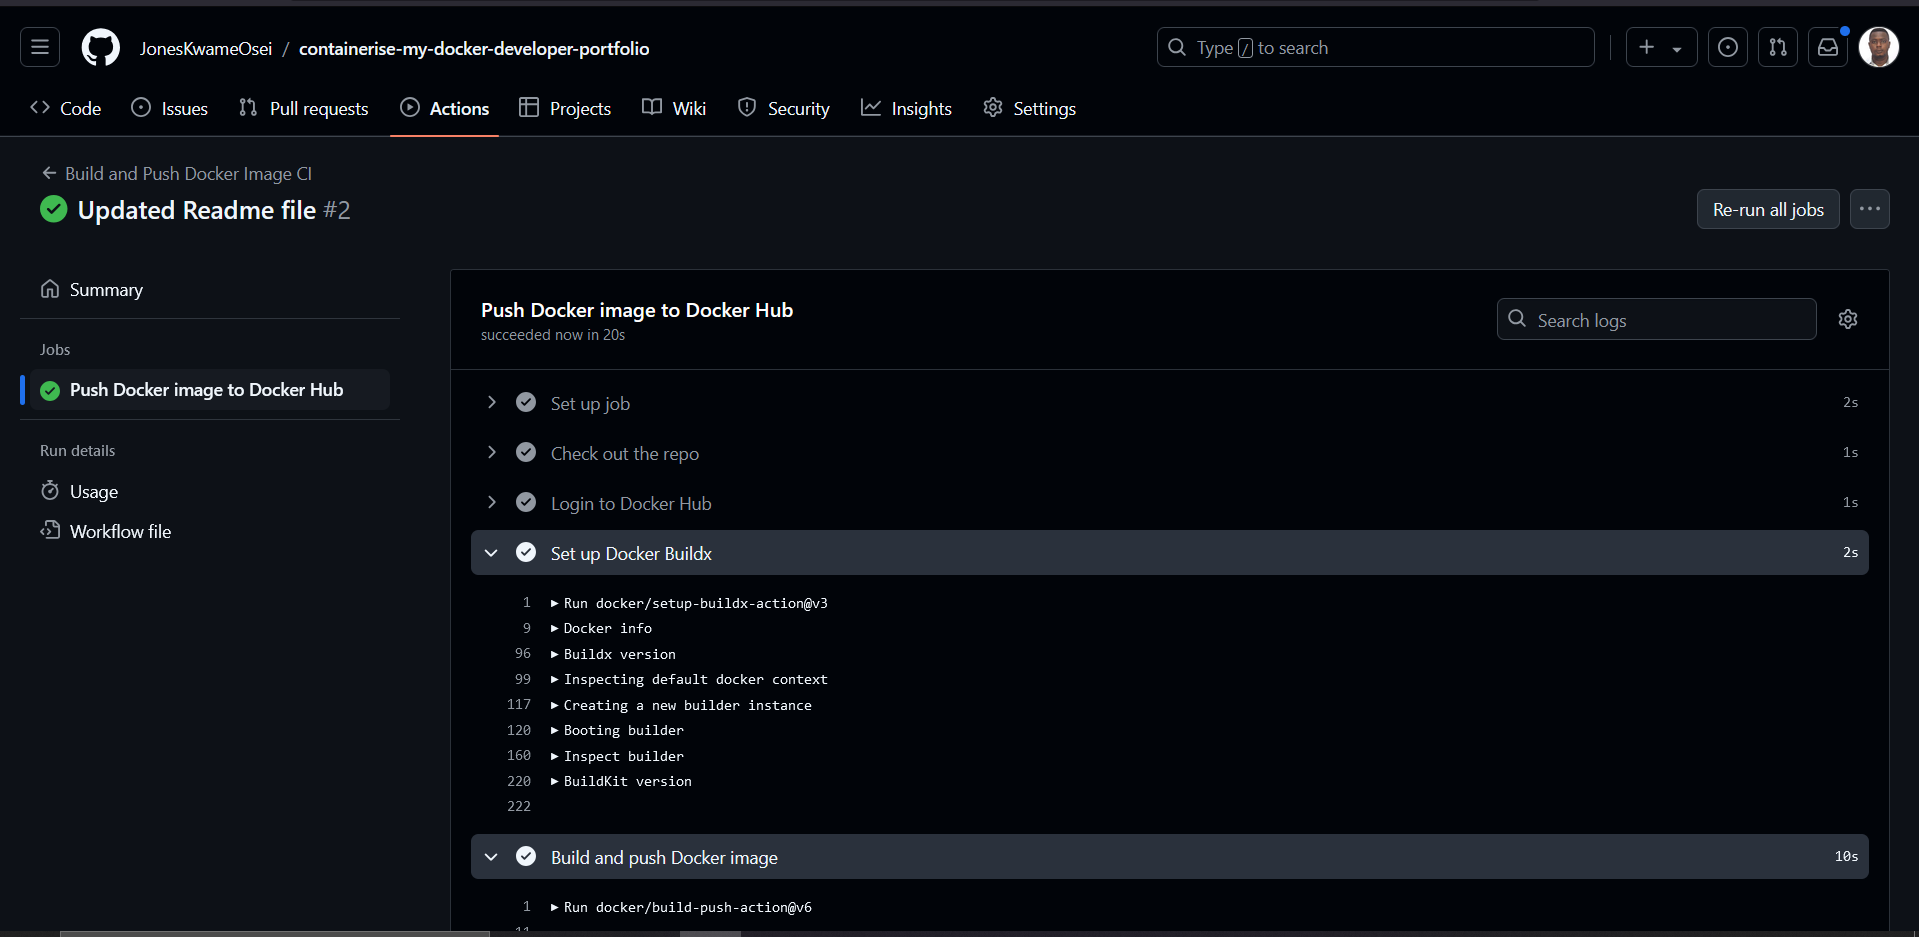 JonesKwameOsei / containerise-my-docker-developer-portfolio
Type / to search
Code
Issues
Pull requests
Actions
Projects
Wiki
Security
Insights
Settings
Build and Push Docker Image CI
Updated Readme file #2
Re-run all jobs
Summary
Jobs
Push Docker image to Docker Hub
Run details
Usage
Workflow file
Push Docker image to Docker Hub
succeeded now in 20s
Search logs
Set up job 2s
Check out the repo 1s
Login to Docker Hub 1s
Set up Docker Buildx 2s
1 Run docker/setup-buildx-action@v3
9 Docker info
96 Buildx version
99 Inspecting default docker context
117 Creating a new builder instance
120 Booting builder
160 Inspect builder
220 BuildKit version
222
Build and push Docker image 10s
1 Run docker/build-push-action@v6